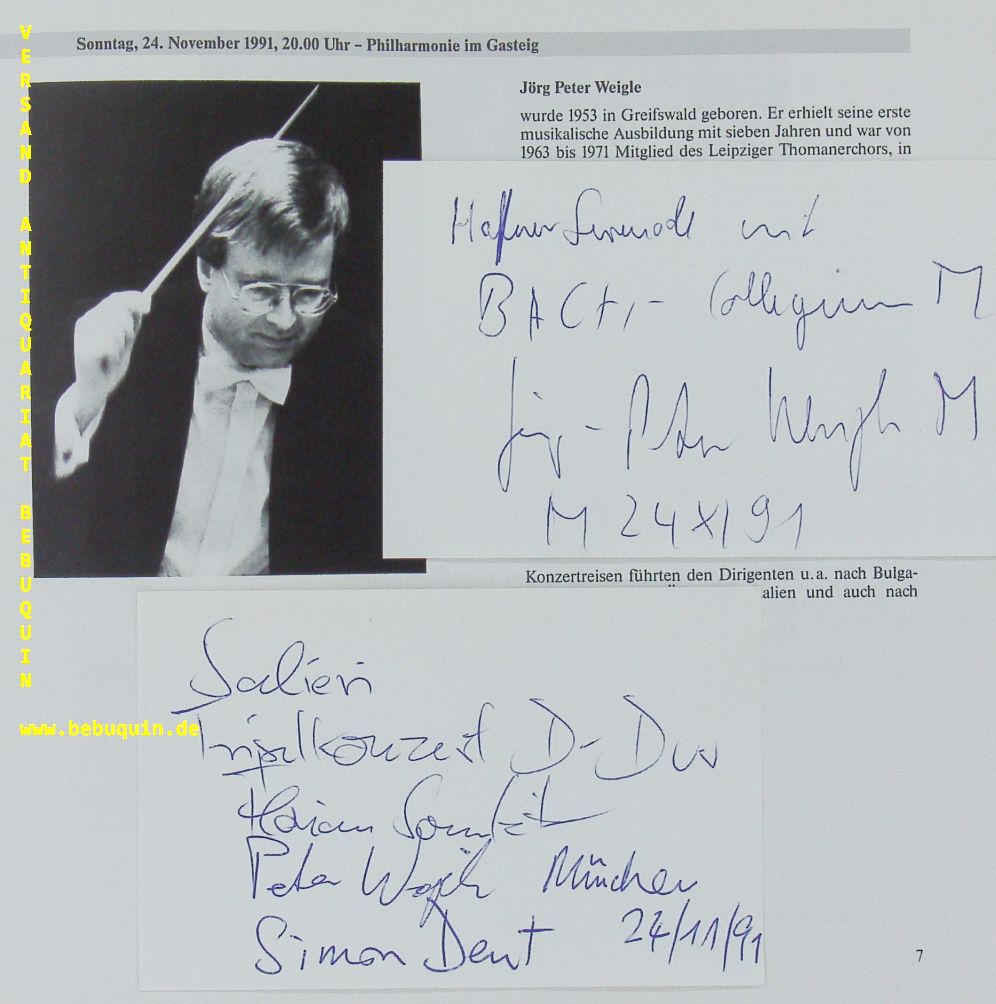 VERSAND ANTIQUARIAT BEBUQUIN
www.bebuquin.de
Sonntag, 24. November 1991, 20.00 Uhr – Philharmonie im Gasteig
Jörg Peter Weigle
wurde 1953 in Greifswald geboren. Er erhielt seine erste
musikalische Ausbildung mit sieben Jahren und war von
1963 bis 1971 Mitglied des Leipziger Thomanerchors, in
Haffner Serenade mit
BACH,- Collegium M
Jörg-Peter Weigle M
M 24 XI 91
Konzertreisen führten den Dirigenten u. a. nach Bulga-
alien und auch nach
Salieri
Tripelkonzert D-Dur
Peter Wöpke München
Simon Dent 24/11/91
7